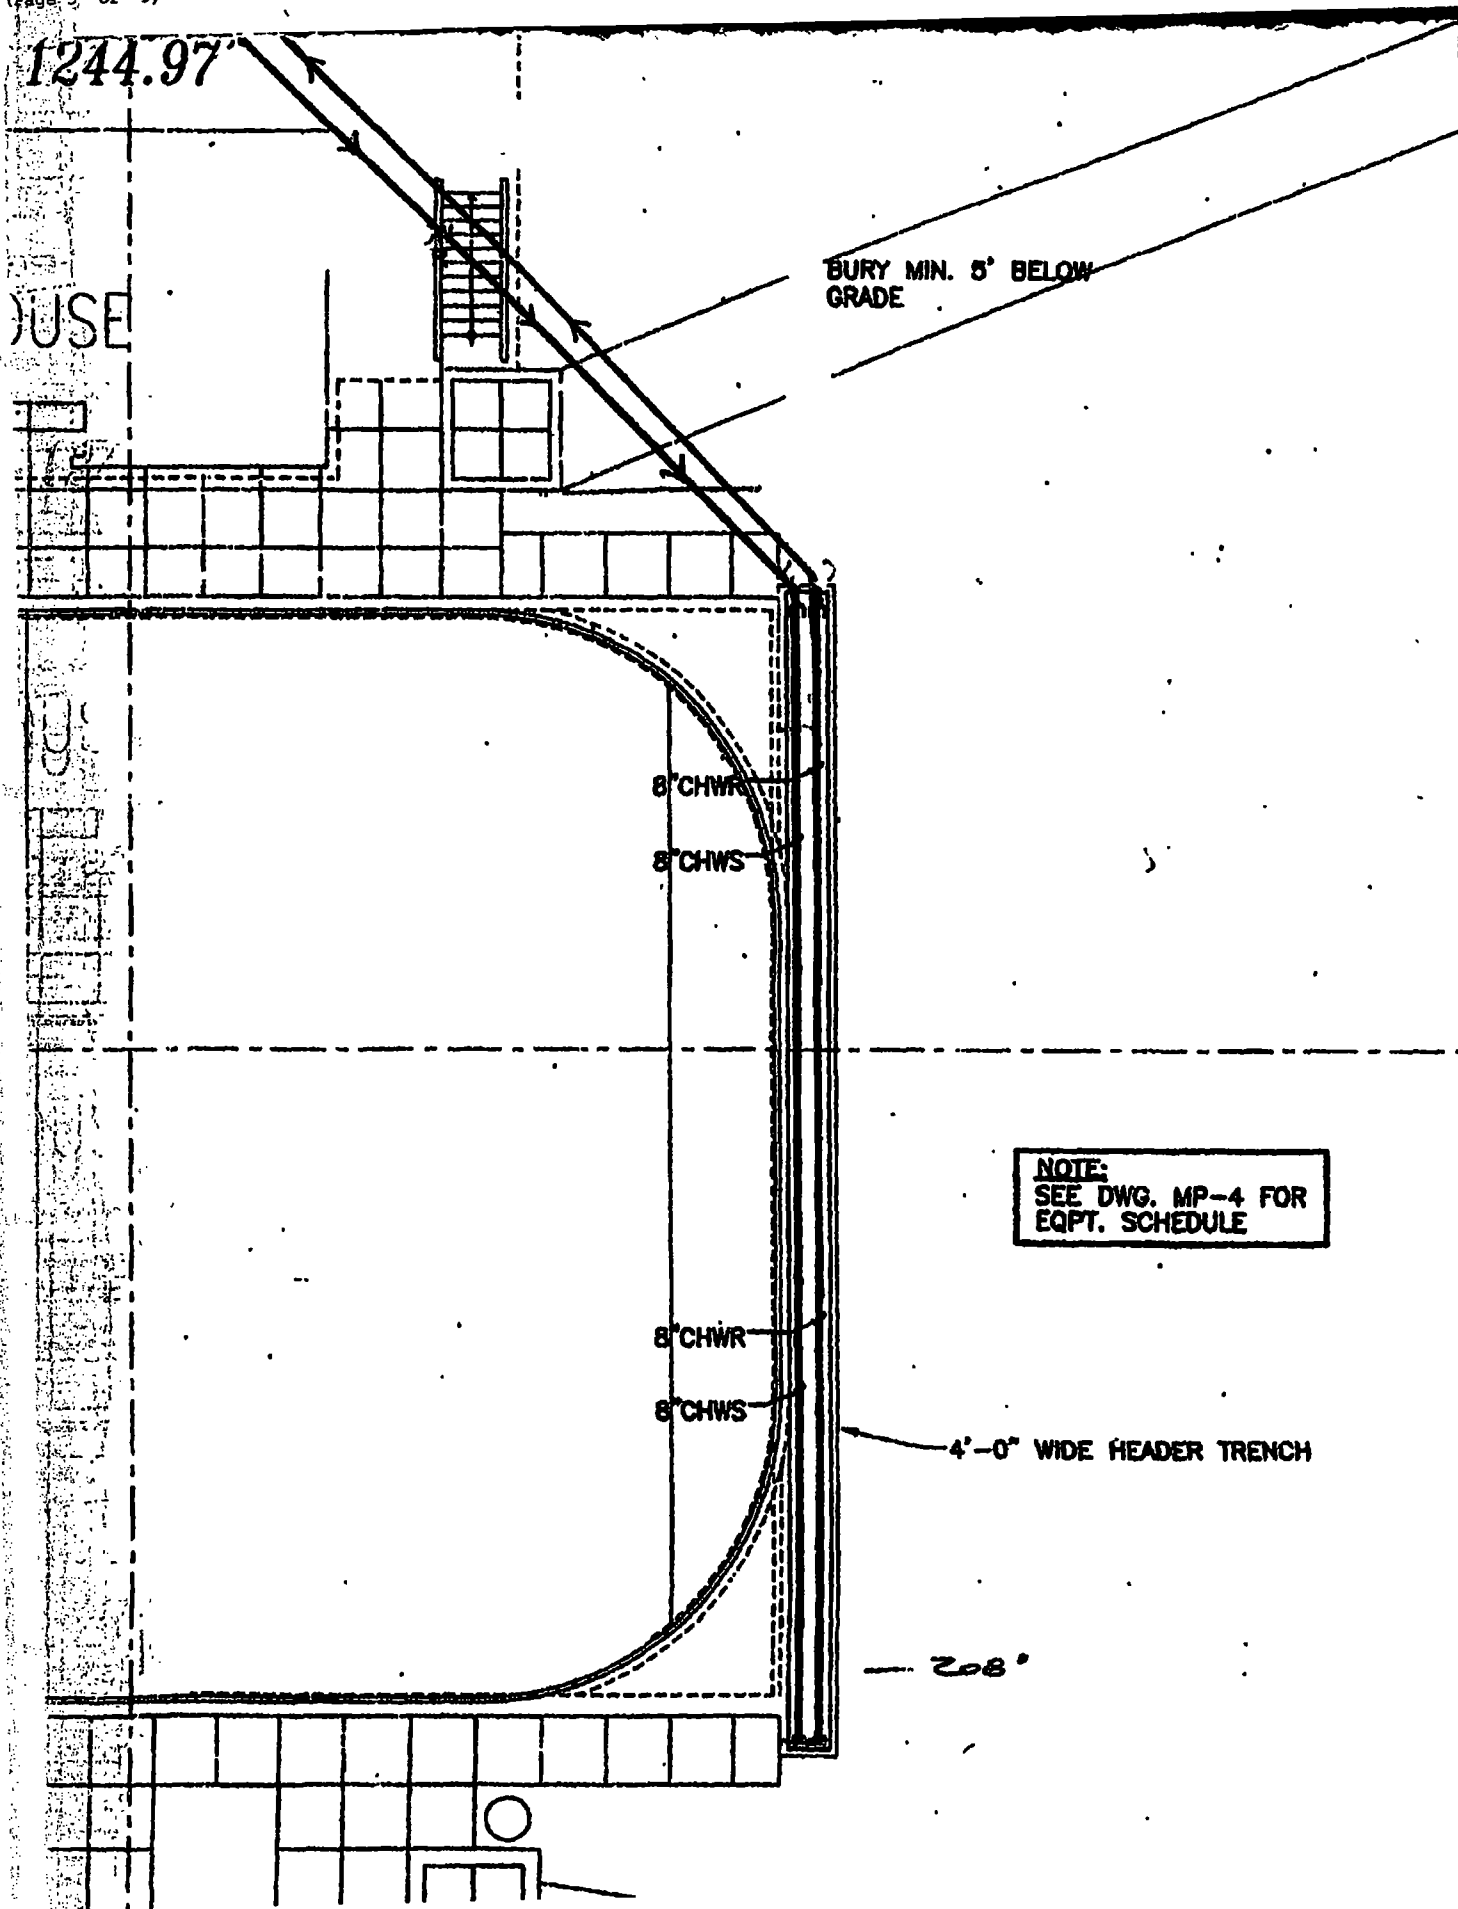 1244.97'
OUSE
BURY MIN. 5' BELOW
GRADE
8"CHWR
8"CHWS
NOTE:
SEE DWG. MP-4 FOR
EQPT. SCHEDULE
8"CHWR
8"CHWS
4'-0" WIDE HEADER TRENCH
208'